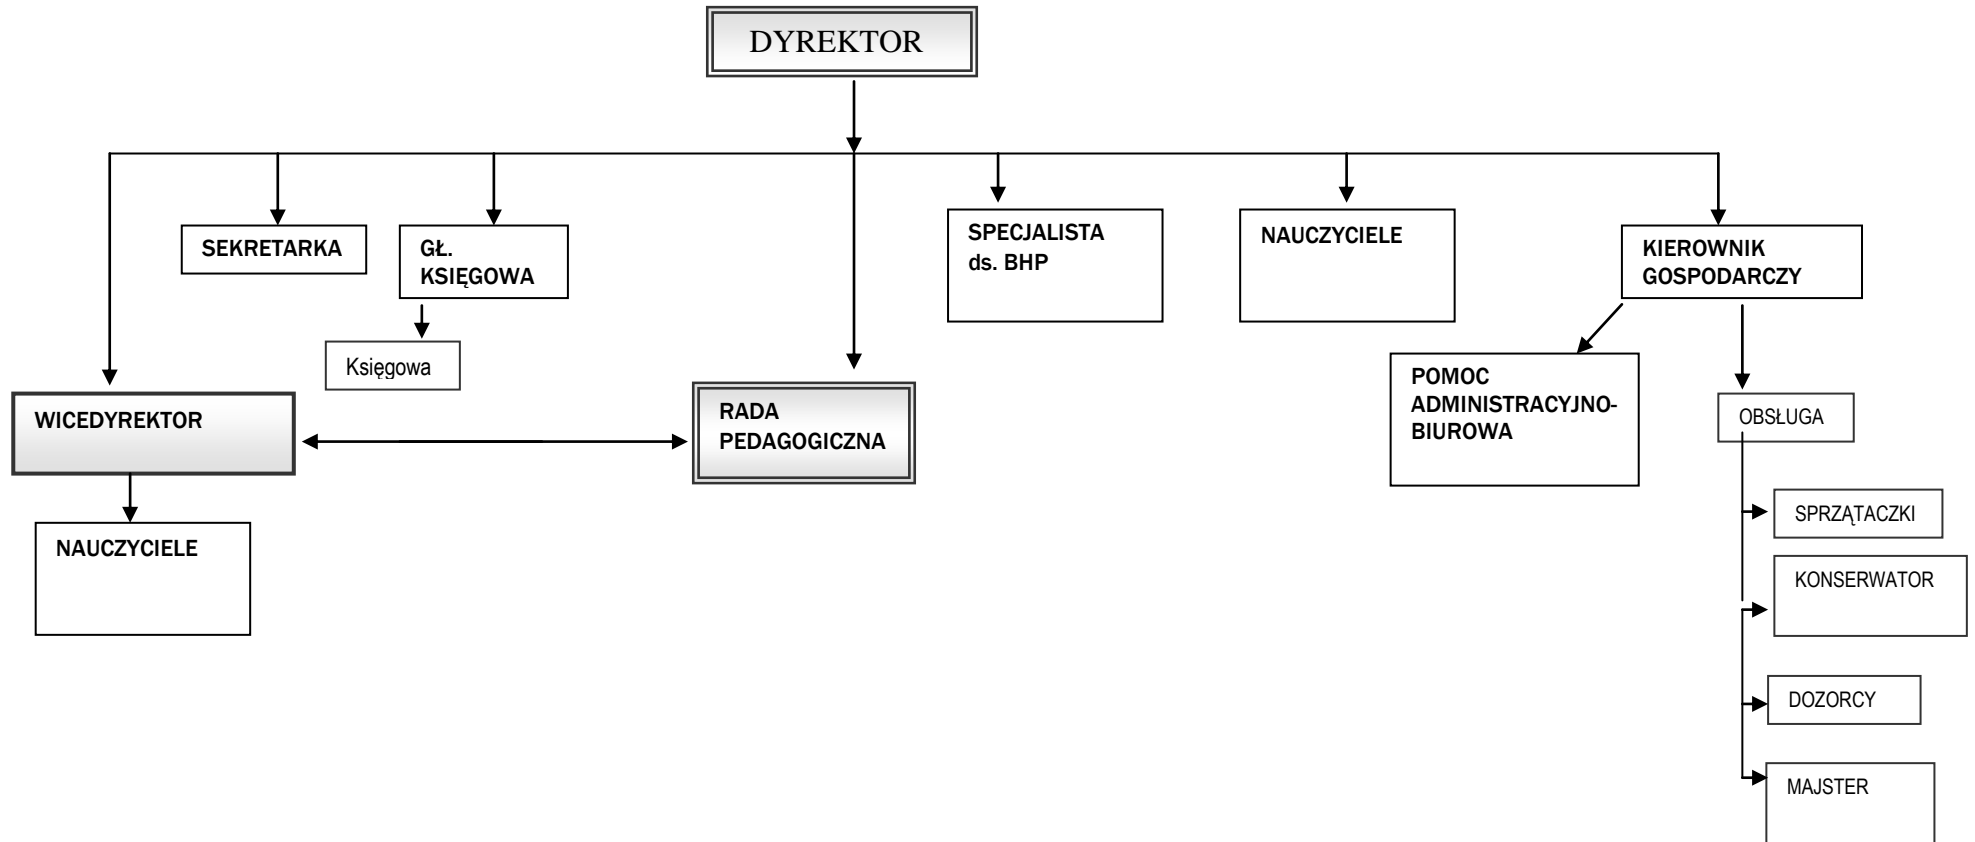 DYREKTOR
SEKRETARKA
GŁ.
KSIĘGOWA
SPECJALISTA
ds. BHP
NAUCZYCIELE
KIEROWNIK
GOSPODARCZY
Księgowa
WICEDYREKTOR
RADA
PEDAGOGICZNA
POMOC
ADMINISTRACYJNO-
BIUROWA
OBSŁUGA
NAUCZYCIELE
SPRZĄTACZKI
KONSERWATOR
DOZORCY
MAJSTER